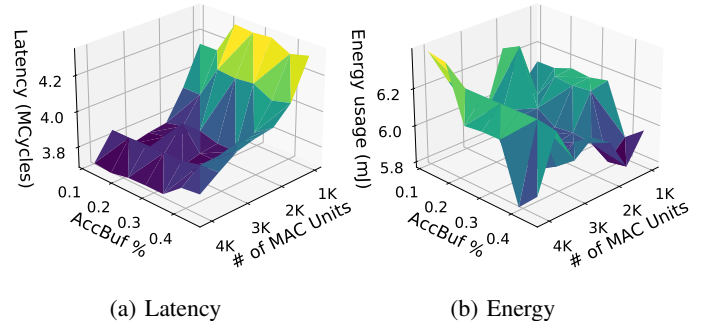 Latency (MCycles)
4.2
4.0
3.8
0.1
0.2
0.3
0.4
AccBuf %
4K
3K
2K
1K
# of MAC Units
(a) Latency
Energy usage (mJ)
6.2
6.0
5.8
0.1
0.2
0.3
0.4
AccBuf %
4K
3K
2K
1K
# of MAC Units
(b) Energy